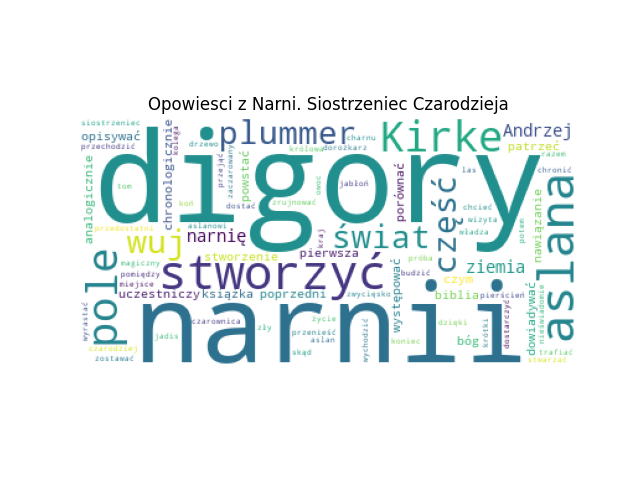 Opowiesci z Narni. Siostrzeniec Czarodzieja
siostrzeniec
opisywać
przechodzić
chronologicznie
kolega
drzewo
plummer
królowa
charnu
dorożkarz
Kirke
Andrzej
patrzeć
razem
digory
analogicznie
tom
przejąć
zaczarowany
powstać
koń
dostać
zrujnować
owoc
jabłoń
porównać
część
las
chronić
chcieć
wizyta
władza
potem
nawiązanie
aslana
przedostatni
aslanowi
wuj
narnię
kraj
świat
pole
magiczny
pomiędzy
miejsce
stworzenie
pierwsza
stworzyć
występować
próba
budzić
czym
ziemia
uczestniczy
książka
poprzedni
zwycięsko
biblia
pierścień
nieświadomie
dowiadywać
wyrastać
narnii
czarownica
jadis
zły
życie
przenieść
aslan
skąd
wychodzić
koniec
dzięki
bóg
krótki
dostarczyć
czarodziej
zostawać
trafiać
stwarzać